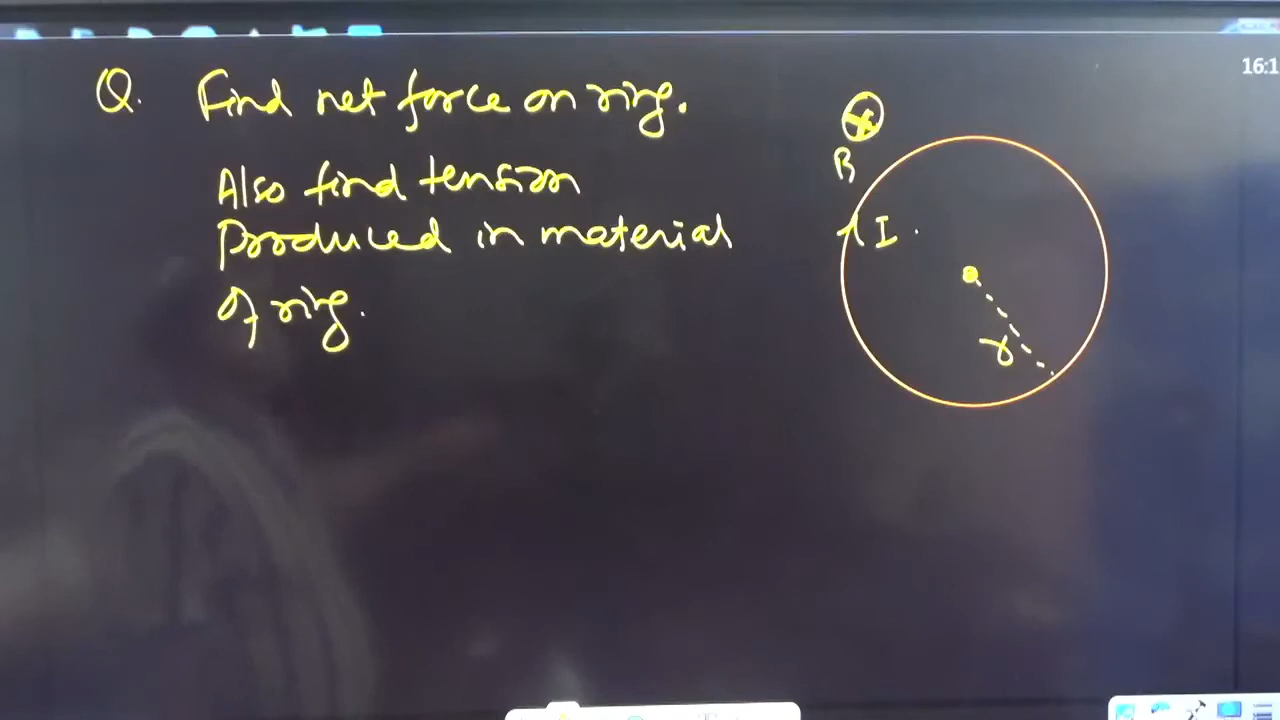 Q. Find net force on ring.
Also find tension
Produced in material
of ring.
B
I
r
16:1